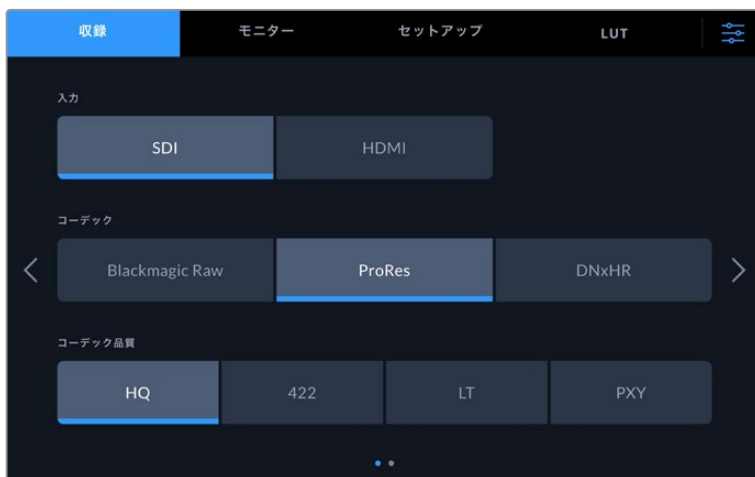 収録 モニター セットアップ LUT
入力
SDI HDMI
コーデック
Blackmagic Raw ProRes DNxHR
コーデック品質
HQ 422 LT PXY